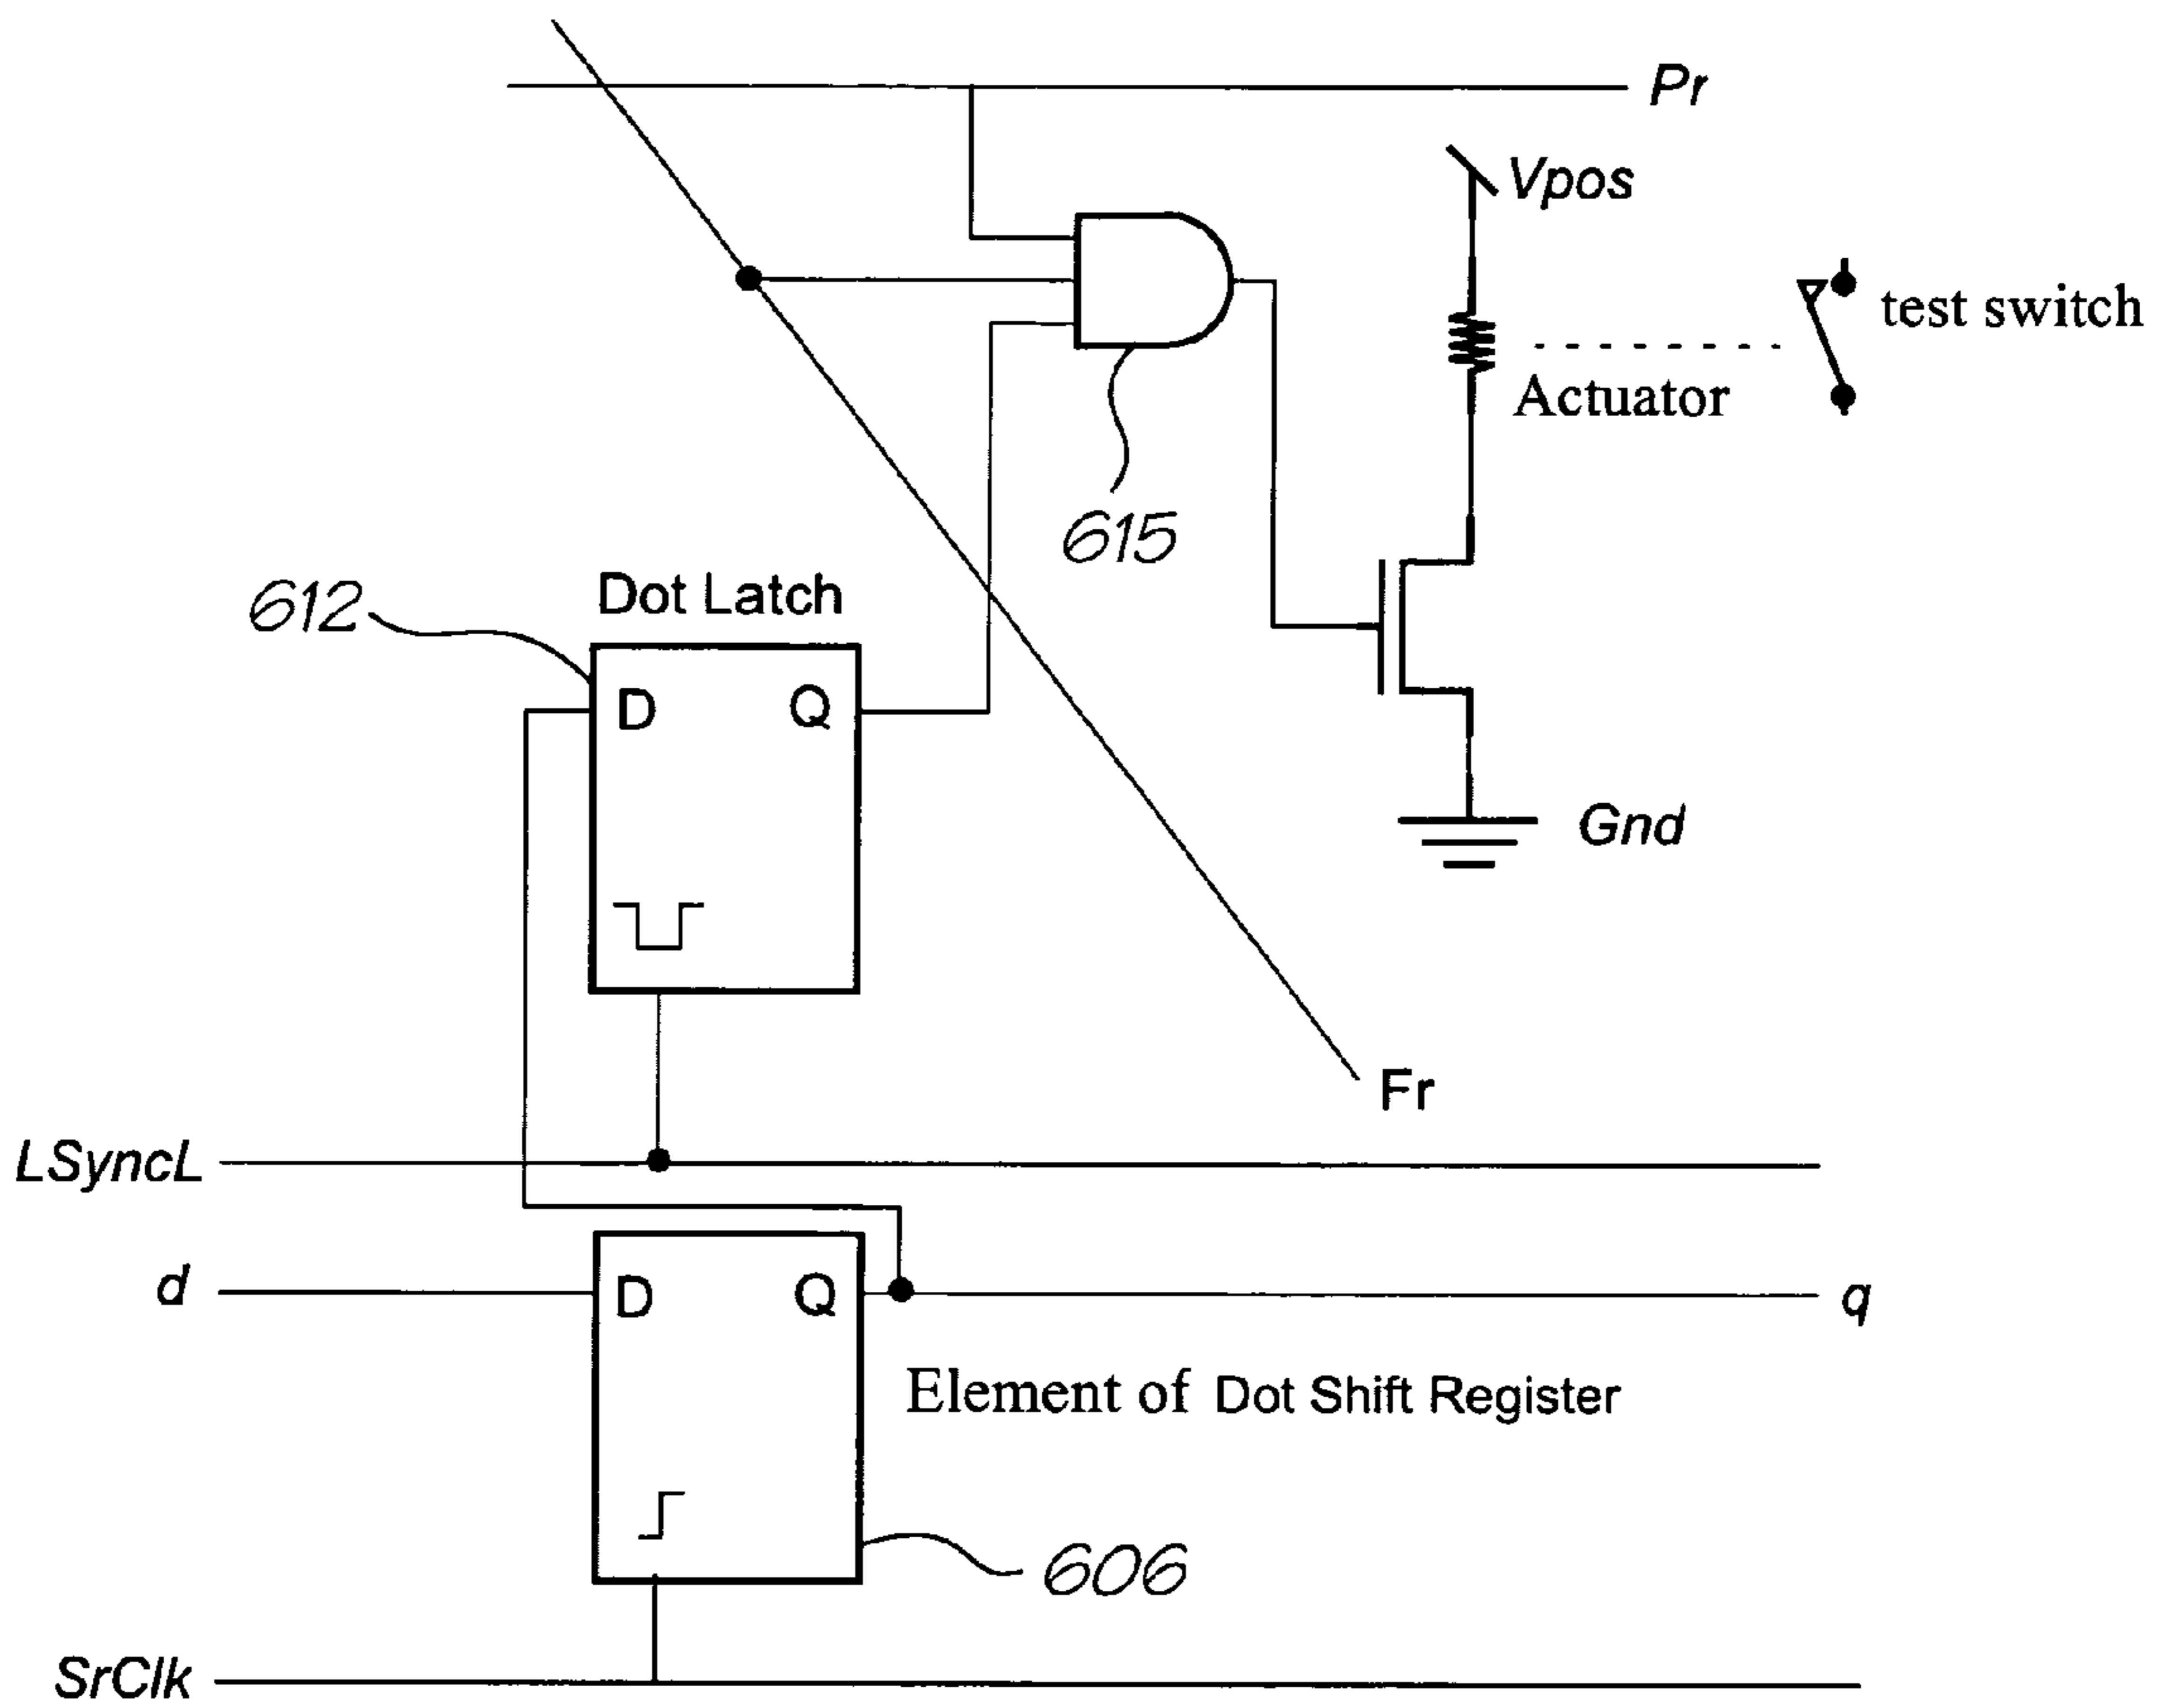 Pr
Vpos
test switch
Actuator
615
612
Dot Latch
D Q
Gnd
Fr
LSyncL
d
D Q
q
Element of Dot Shift Register
606
SrClk